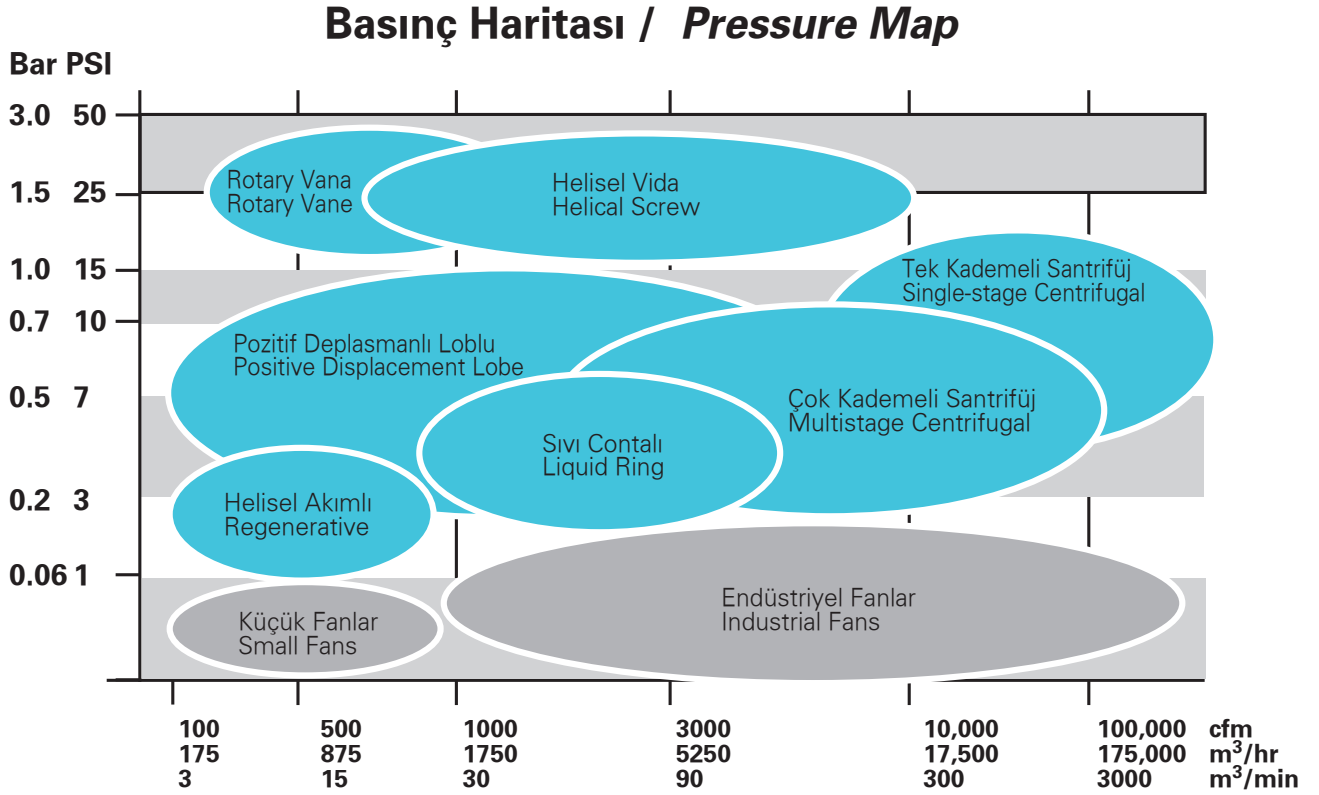 Basınç Haritası / Pressure Map
Bar PSI
3.0 50
1.5 25
1.0 15
0.7 10
0.5 7
0.2 3
0.06 1
Rotary Vana
Rotary Vane
Helisel Vida
Helical Screw
Tek Kademeli Santrifüj
Single-stage Centrifugal
Pozitif Deplasmanlı Loblu
Positive Displacement Lobe
Çok Kademeli Santrifüj
Multistage Centrifugal
Sıvı Contalı
Liquid Ring
Helisel Akımlı
Regenerative
Endüstriyel Fanlar
Industrial Fans
Küçük Fanlar
Small Fans
100 500 1000 3000 10,000 100,000 cfm
175 875 1750 5250 17,500 175,000 m³/hr
3 15 30 90 300 3000 m³/min